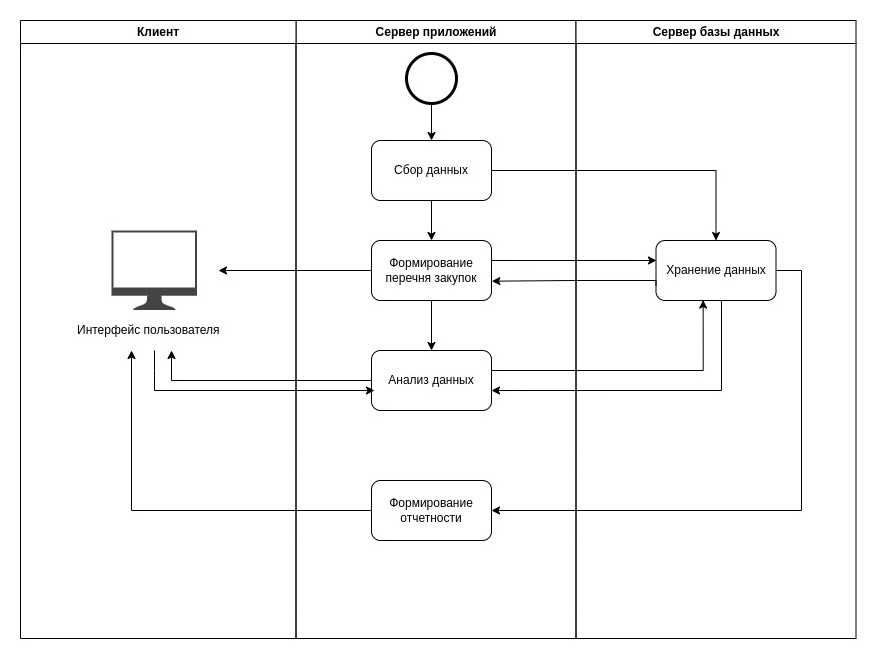 Клиент
Сервер приложений
Сервер базы данных
Сбор данных
Формирование
перечня закупок
Хранение данных
Интерфейс пользователя
Анализ данных
Формирование
отчетности